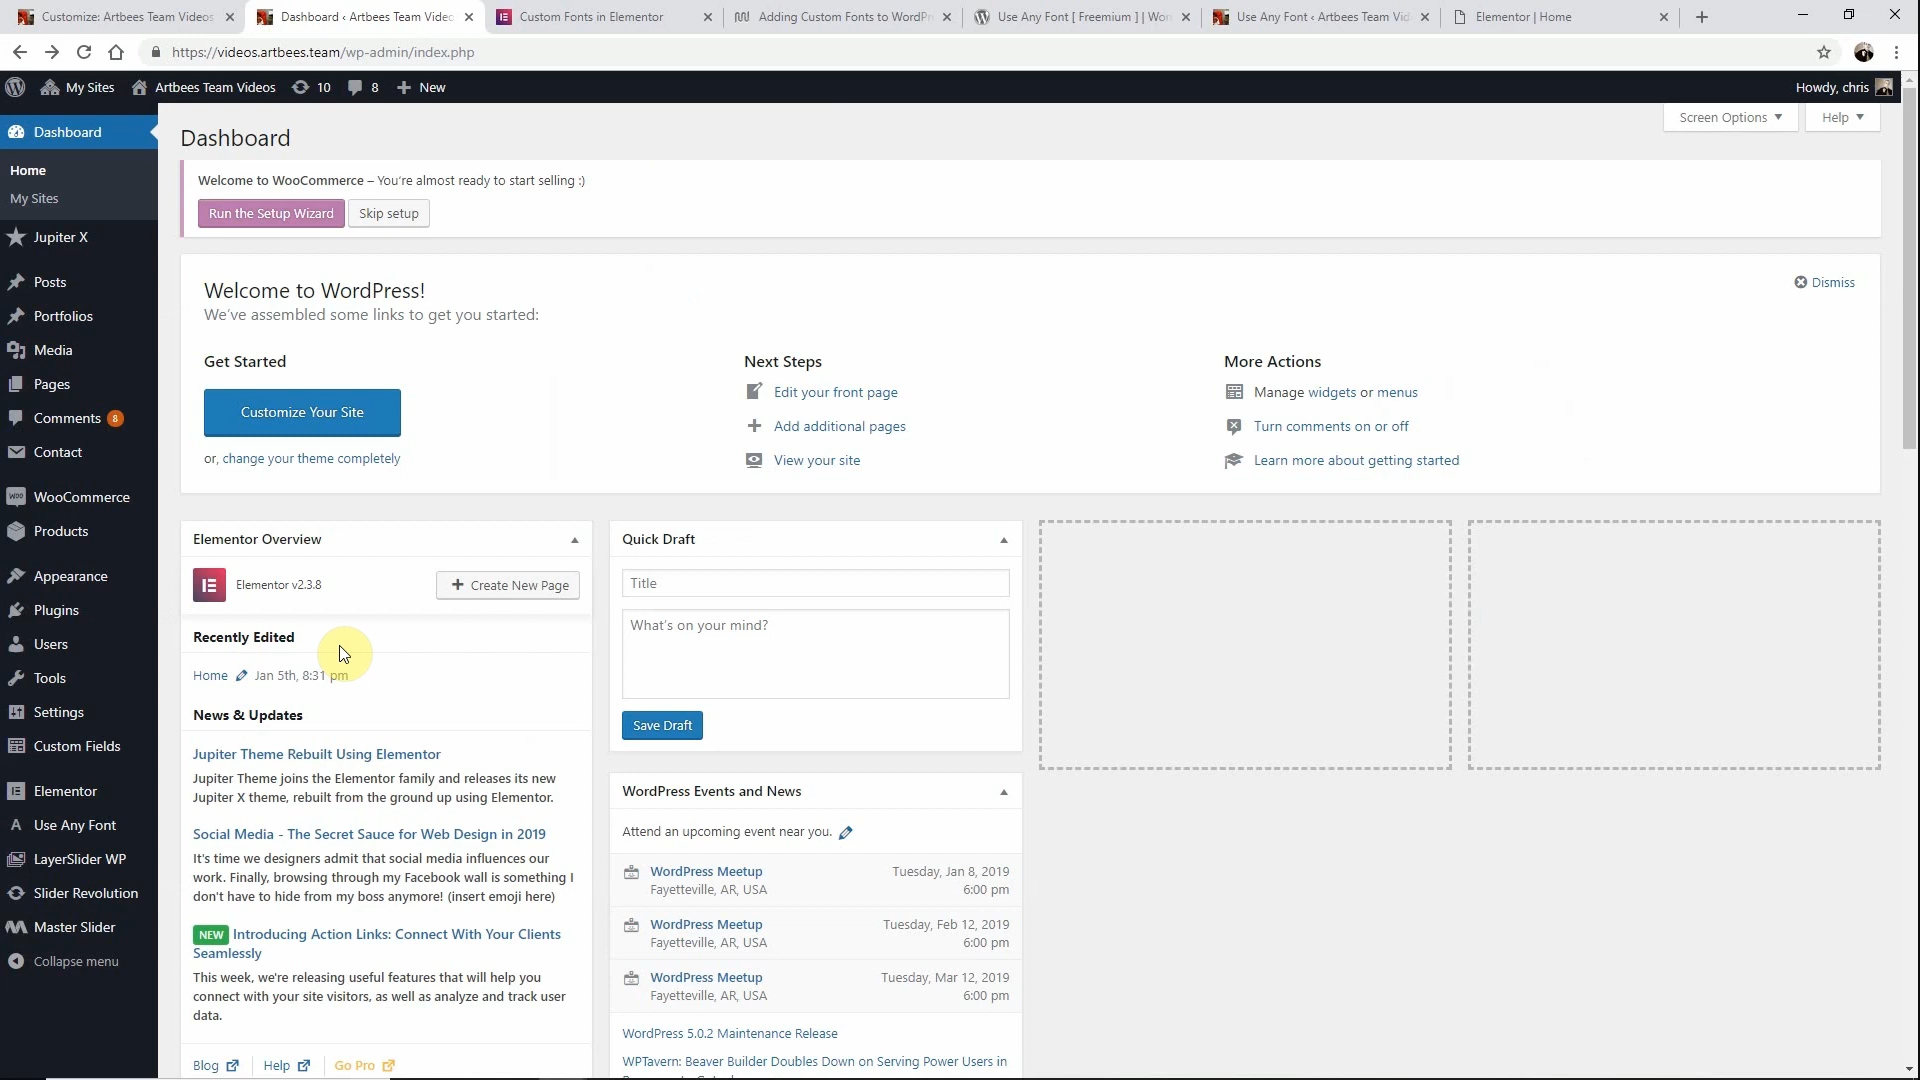 Customize: Artbees Team Videos
Dashboard ‹ Artbees Team Video
Custom Fonts in Elementor
Adding Custom Fonts to WordPr
Use Any Font [ Freemium ] | Wor
Use Any Font ‹ Artbees Team Vid
Elementor | Home
https://videos.artbees.team/wp-admin/index.php
My Sites
Artbees Team Videos
10
8
New
Howdy, chris
Dashboard
Home
My Sites
Jupiter X
Posts
Portfolios
Media
Pages
Comments 8
Contact
WooCommerce
Products
Appearance
Plugins
Users
Tools
Settings
Custom Fields
Elementor
Use Any Font
LayerSlider WP
Slider Revolution
Master Slider
Collapse menu
Screen Options
Help
Dashboard
Welcome to WooCommerce – You're almost ready to start selling :)
Run the Setup Wizard
Skip setup
Welcome to WordPress!
We've assembled some links to get you started:
Dismiss
Get Started
Customize Your Site
or, change your theme completely
Next Steps
Edit your front page
Add additional pages
View your site
More Actions
Manage widgets or menus
Turn comments on or off
Learn more about getting started
Elementor Overview
Elementor v2.3.8
Create New Page
Recently Edited
Home Jan 5th, 8:31 pm
News & Updates
Jupiter Theme Rebuilt Using Elementor
Jupiter Theme joins the Elementor family and releases its new
Jupiter X theme, rebuilt from the ground up using Elementor.
Social Media - The Secret Sauce for Web Design in 2019
It's time we designers admit that social media influences our
work. Finally, browsing through my Facebook wall is something I
don't have to hide from my boss anymore! (insert emoji here)
NEW Introducing Action Links: Connect With Your Clients
Seamlessly
This week, we're releasing useful features that will help you
connect with your site visitors, as well as analyze and track user
data.
Blog
Help
Go Pro
Quick Draft
Title
What's on your mind?
Save Draft
WordPress Events and News
Attend an upcoming event near you.
WordPress Meetup
Fayetteville, AR, USA
Tuesday, Jan 8, 2019
6:00 pm
WordPress Meetup
Fayetteville, AR, USA
Tuesday, Feb 12, 2019
6:00 pm
WordPress Meetup
Fayetteville, AR, USA
Tuesday, Mar 12, 2019
6:00 pm
WordPress 5.0.2 Maintenance Release
WPTavern: Beaver Builder Doubles Down on Serving Power Users in